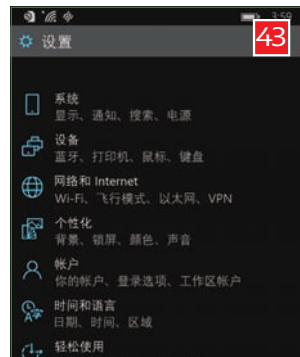 3:59
设置
43
系统
显示、通知、搜索、电源
设备
蓝牙、打印机、鼠标、键盘
网络和 Internet
Wi-Fi、飞行模式、以太网、VPN
个性化
背景、锁屏、颜色、声音
帐户
你的帐户、登录选项、工作区帐户
时间和语言
日期、时间、区域
轻松使用